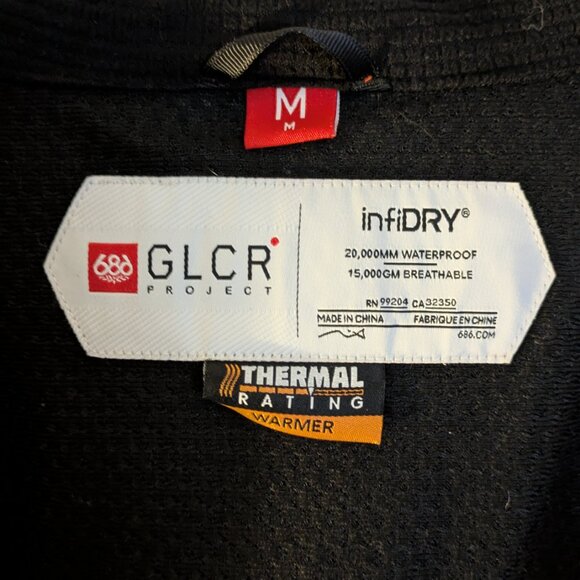 M
M
686
GLCR
PROJECT
infiDRY®
20,000MM WATERPROOF
15,000GM BREATHABLE
RN 99204 CA 32350
MADE IN CHINA FABRIQUE EN CHINE
686.COM
THERMAL
RATING
WARMER